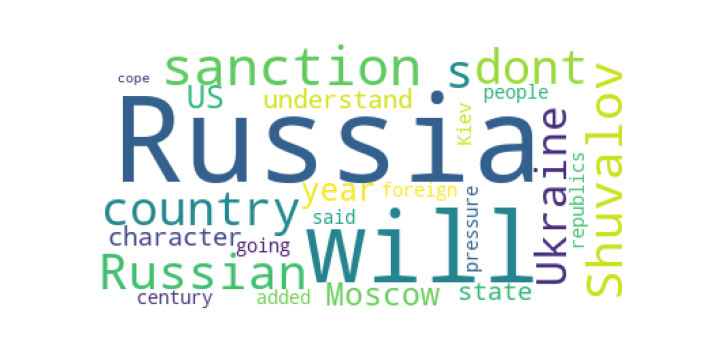 cope
sanction
s
dont
US
understand
people
Russia
Kiev
Ukraine
Shuvalov
republics
year
foreign
country
said
will
pressure
character
going
Russian
century
added
Moscow
state